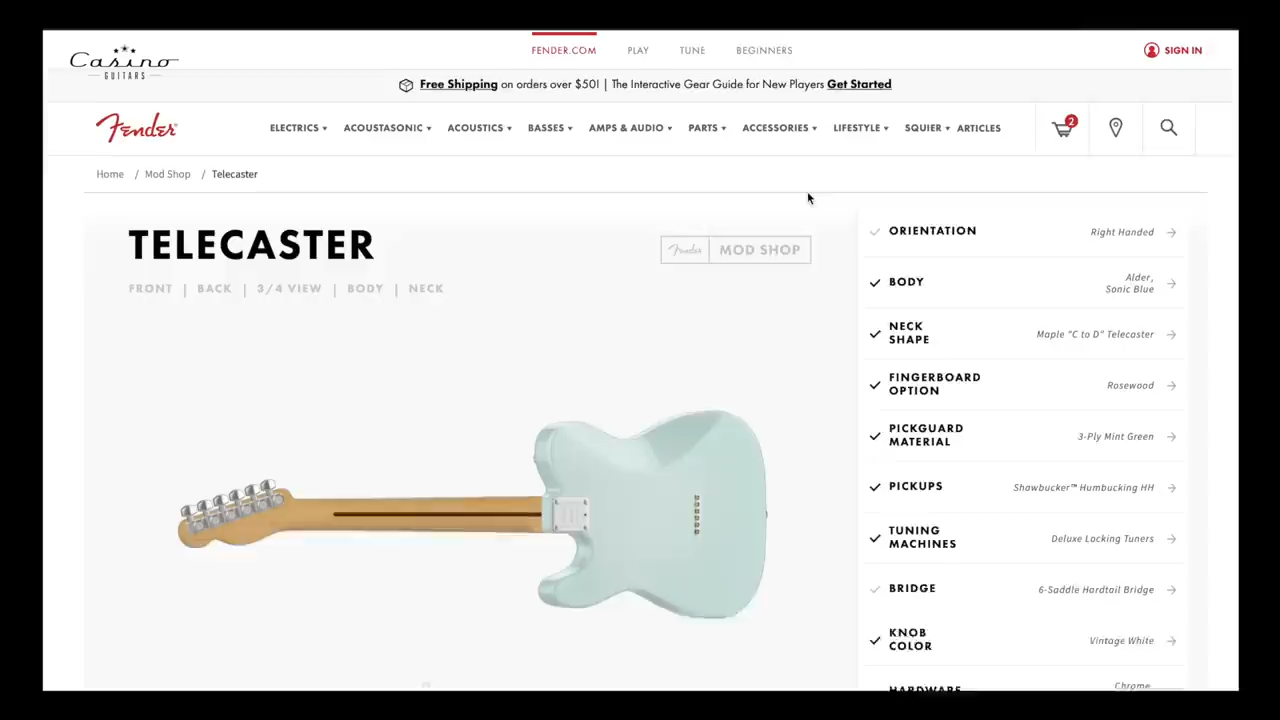 Casino
GUITARS
FENDER.COM PLAY TUNE BEGINNERS
SIGN IN
Free Shipping on orders over $50! | The Interactive Gear Guide for New Players Get Started
Fender
ELECTRICS ACOUSTASONIC ACOUSTICS BASSES AMPS & AUDIO PARTS ACCESSORIES LIFESTYLE SQUIER ARTICLES
2
Home / Mod Shop / Telecaster
TELECASTER
Fender MOD SHOP
FRONT | BACK | 3/4 VIEW | BODY | NECK
ORIENTATION Right Handed
BODY Alder,
Sonic Blue
NECK
SHAPE Maple "C to D" Telecaster
FINGERBOARD
OPTION Rosewood
PICKGUARD
MATERIAL 3-Ply Mint Green
PICKUPS Shawbucker™ Humbucking HH
TUNING
MACHINES Deluxe Locking Tuners
BRIDGE 6-Saddle Hardtail Bridge
KNOB
COLOR Vintage White
HARDWARE Chrome